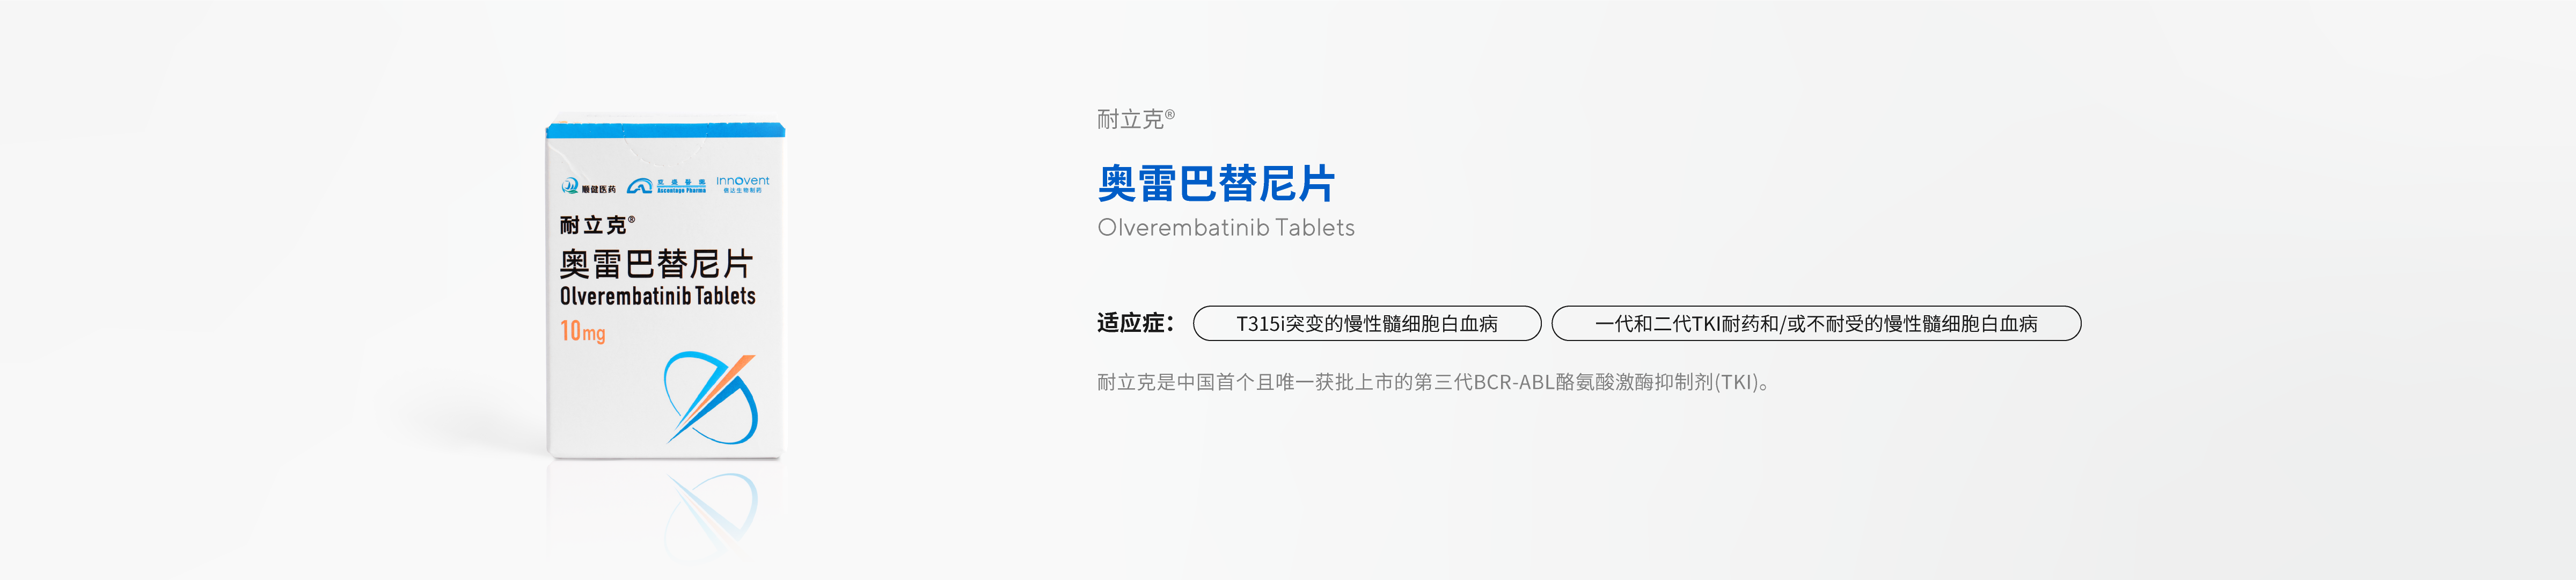 顺健医药
亞盛醫藥
Ascentage Pharma
Innovent
信达生物制药
耐立克®
奥雷巴替尼片
Olverembatinib Tablets
10mg
耐立克®
奥雷巴替尼片
Olverembatinib Tablets
适应症： T315i突变的慢性髓细胞白血病 一代和二代TKI耐药和/或不耐受的慢性髓细胞白血病
耐立克是中国首个且唯一获批上市的第三代BCR-ABL酪氨酸激酶抑制剂(TKI)。